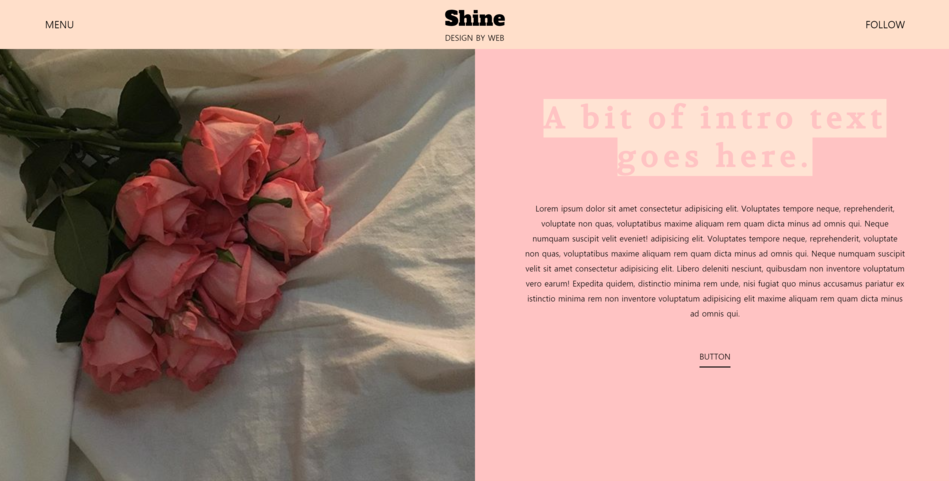 MENU
Shine
DESIGN BY WEB
FOLLOW
A bit of intro text
goes here.
Lorem ipsum dolor sit amet consectetur adipisicing elit. Voluptates tempore neque, reprehenderit,
voluptate non quas, voluptatibus maxime aliquam rem quam dicta minus ad omnis qui. Neque
numquam suscipit velit eveniet! adipisicing elit. Voluptates tempore neque, reprehenderit, voluptate
non quas, voluptatibus maxime aliquam rem quam dicta minus ad omnis qui. Neque numquam suscipit
velit sit amet consectetur adipisicing elit. Libero deleniti nesciunt, quibusdam non inventore voluptatum
vero earum! Expedita quidem, distinctio minima rem unde, nisi fugiat quo minus accusamus pariatur ex
istinctio minima rem non inventore voluptatum adipisicing elit maxime aliquam rem quam dicta minus
ad omnis qui.
BUTTON